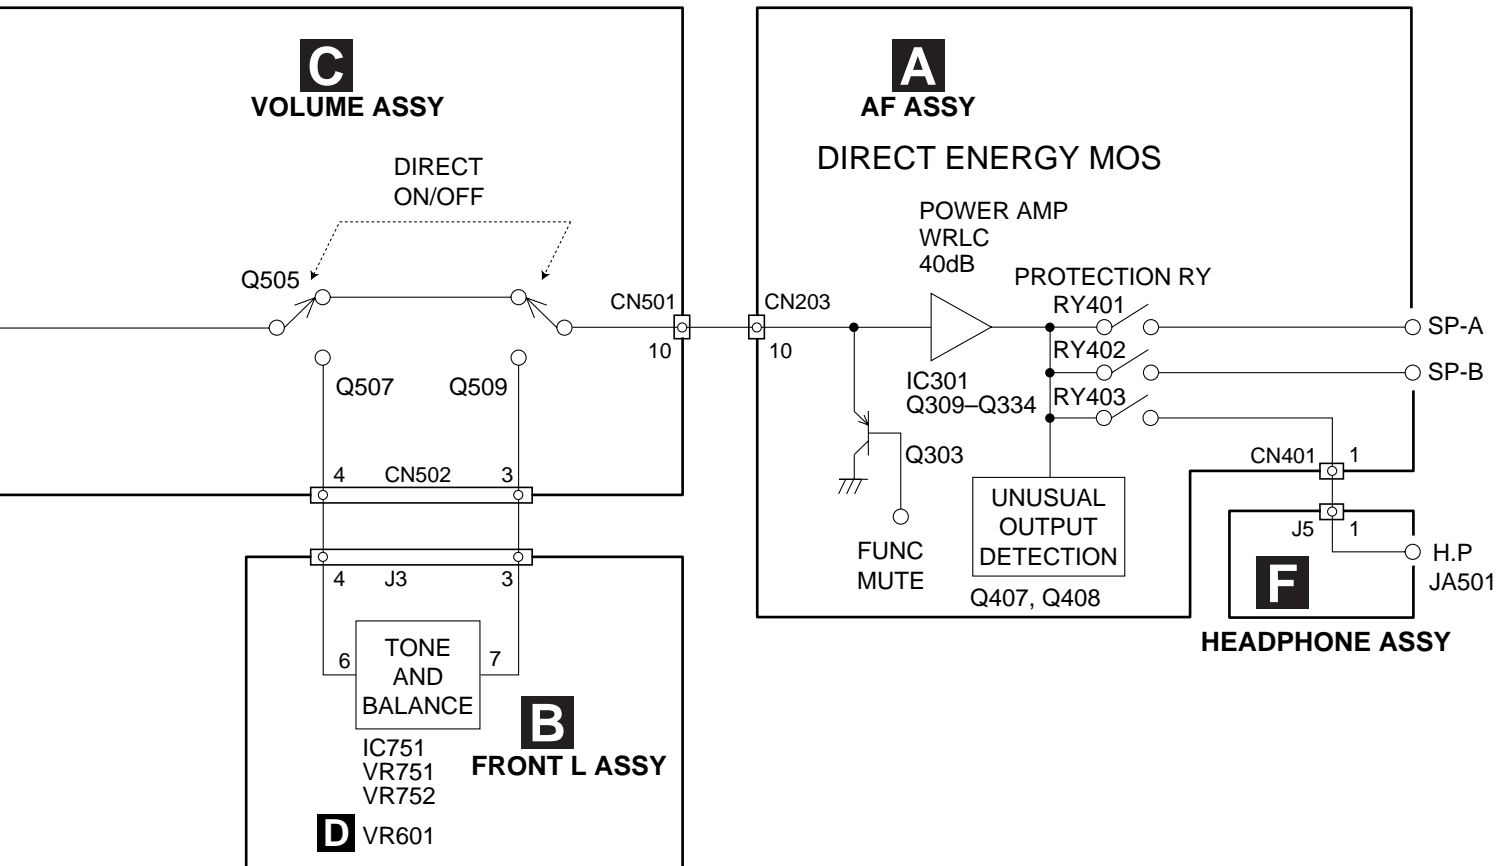 C
VOLUME ASSY
DIRECT
ON/OFF
Q505
CN501
10
Q507
Q509
4
CN502
3
4
J3
3
6
TONE
AND
BALANCE
7
IC751
VR751
VR752
D VR601
B
FRONT L ASSY
A
AF ASSY
DIRECT ENERGY MOS
POWER AMP
WRLC
40dB
PROTECTION RY
CN203
10
RY401
RY402
RY403
SP-A
SP-B
IC301
Q309–Q334
Q303
FUNC
MUTE
UNUSUAL
OUTPUT
DETECTION
Q407, Q408
CN401
1
J5
1
H.P
JA501
F
HEADPHONE ASSY